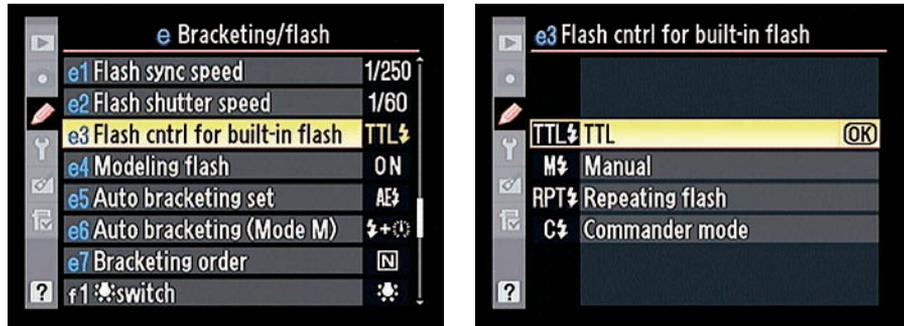 e Bracketing/flash
e1 Flash sync speed 1/250
e2 Flash shutter speed 1/60
e3 Flash cntrl for built-in flash TTL⚡
e4 Modeling flash ON
e5 Auto bracketing set AE⚡
e6 Auto bracketing (Mode M) ⚡+
e7 Bracketing order N
f1 switch
?
e3 Flash cntrl for built-in flash
TTL⚡ TTL OK
M⚡ Manual
RPT⚡ Repeating flash
C⚡ Commander mode
?